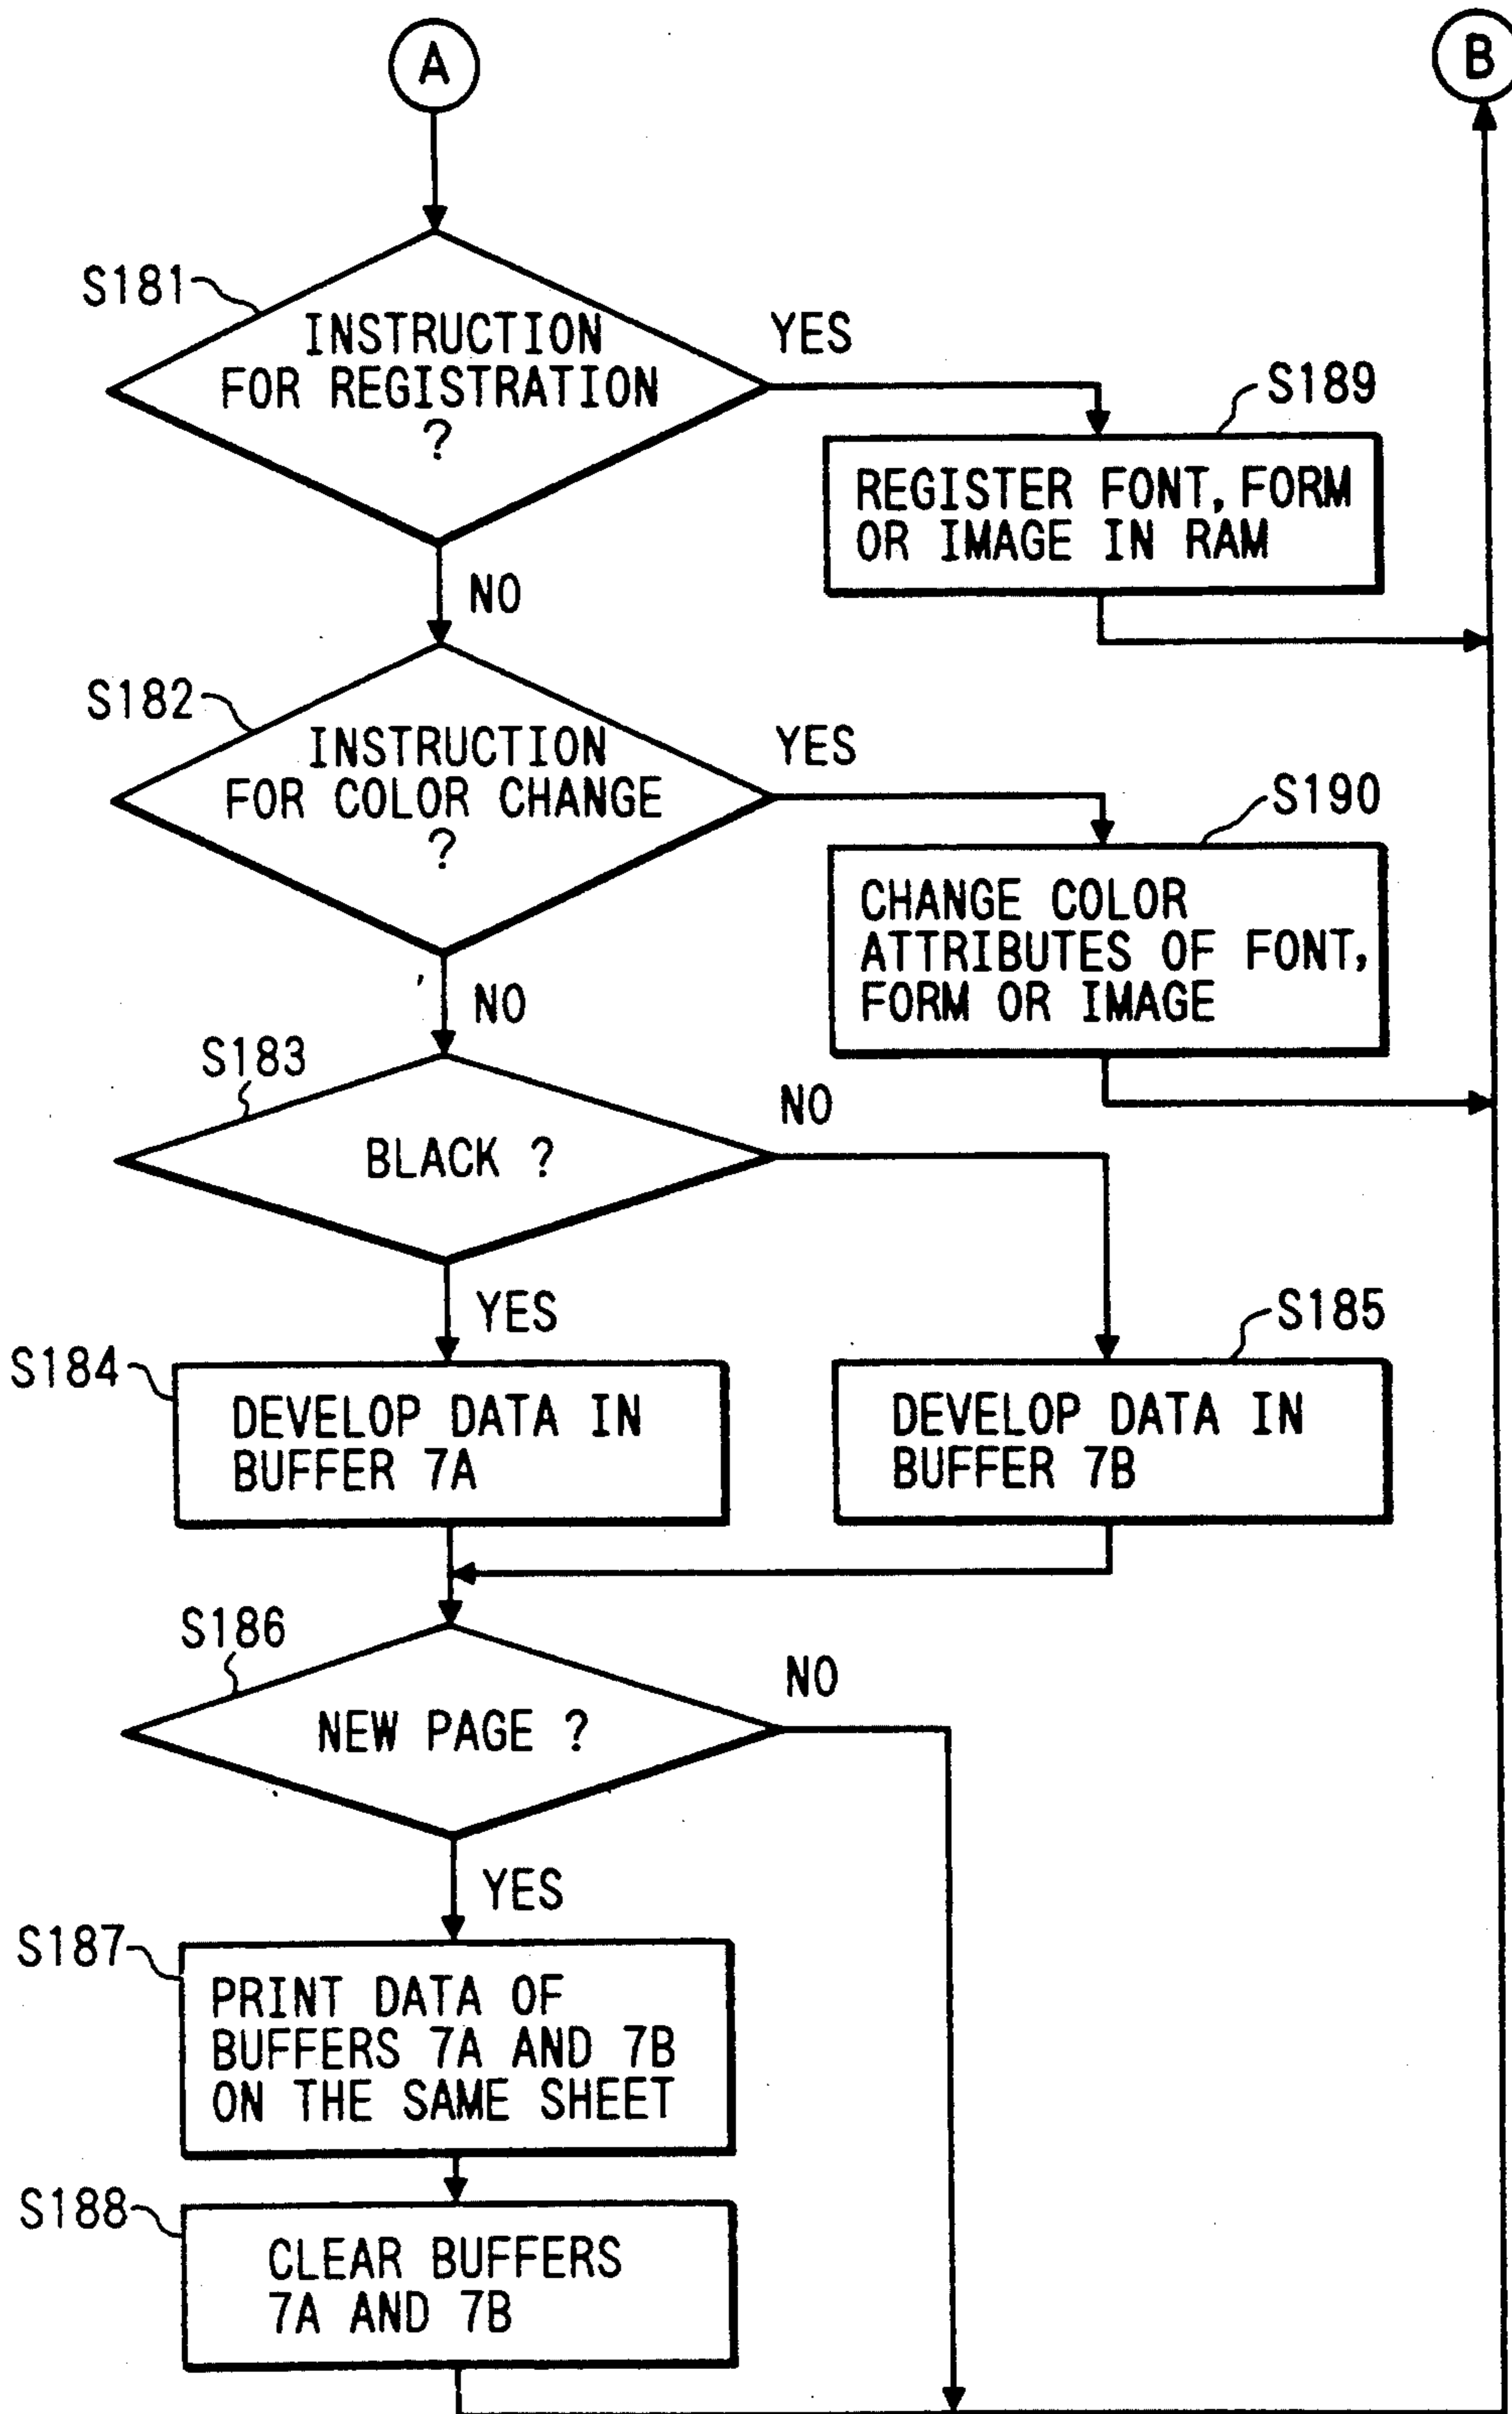 A
B
S181
INSTRUCTION
FOR REGISTRATION
?
YES
S189
REGISTER FONT, FORM
OR IMAGE IN RAM
NO
S182
INSTRUCTION
FOR COLOR CHANGE
?
YES
S190
CHANGE COLOR
ATTRIBUTES OF FONT,
FORM OR IMAGE
NO
S183
BLACK ?
NO
YES
S184
DEVELOP DATA IN
BUFFER 7A
S185
DEVELOP DATA IN
BUFFER 7B
S186
NEW PAGE ?
NO
YES
S187
PRINT DATA OF
BUFFERS 7A AND 7B
ON THE SAME SHEET
S188
CLEAR BUFFERS
7A AND 7B